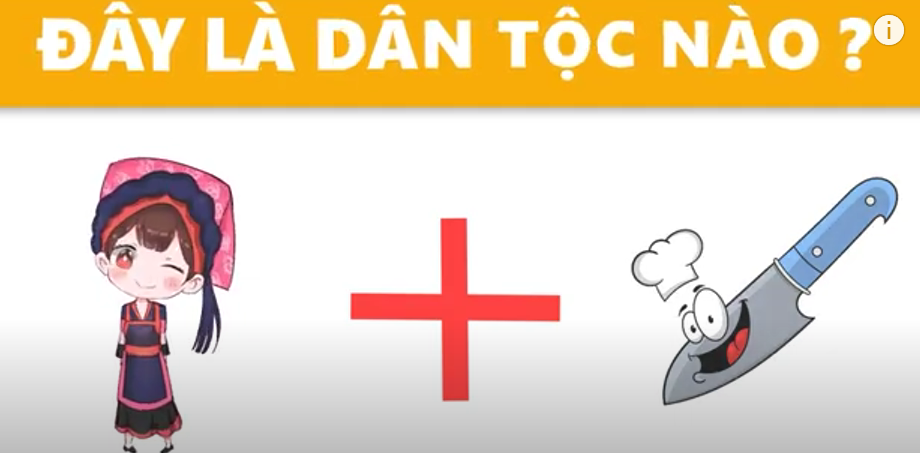 ĐÂY LÀ DÂN TỘC NÀO ?